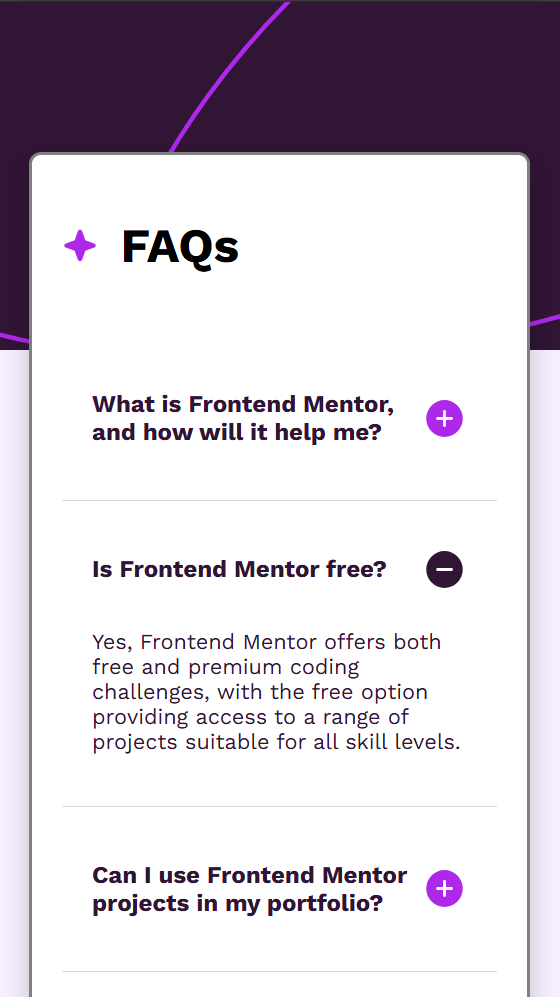 FAQs
What is Frontend Mentor,
and how will it help me?
Is Frontend Mentor free?
Yes, Frontend Mentor offers both
free and premium coding
challenges, with the free option
providing access to a range of
projects suitable for all skill levels.
Can I use Frontend Mentor
projects in my portfolio?